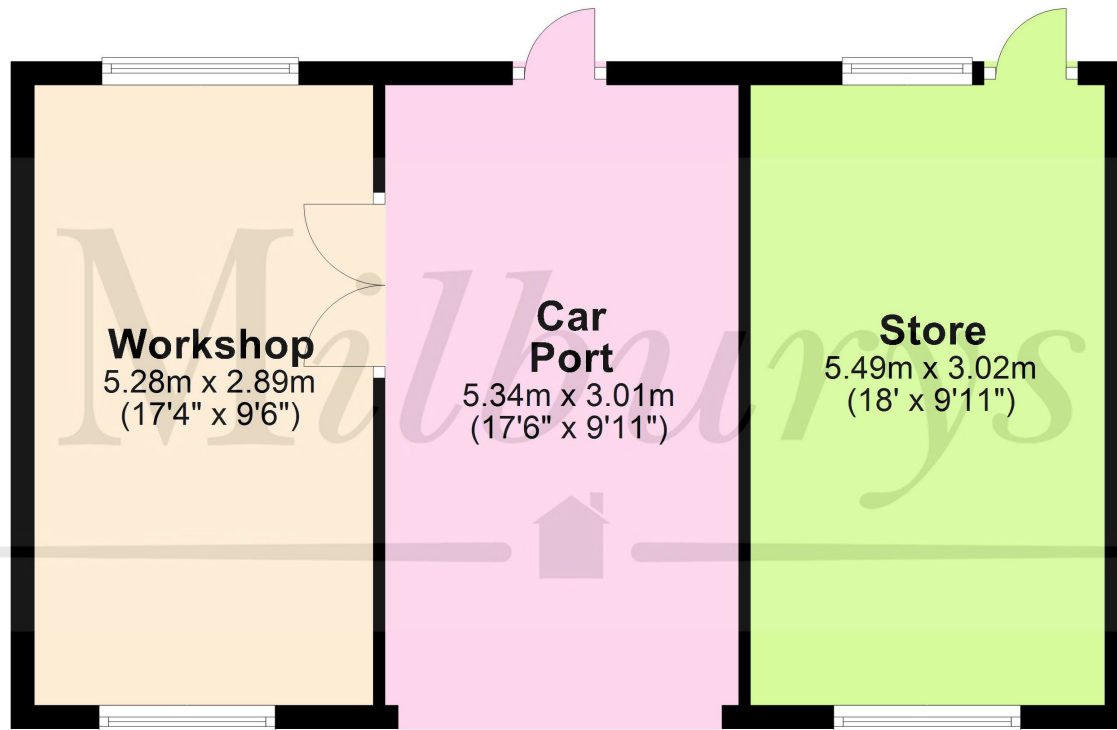 Workshop
5.28m x 2.89m
(17'4" x 9'6")
Car
Port
5.34m x 3.01m
(17'6" x 9'11")
Store
5.49m x 3.02m
(18' x 9'11")
Milburys